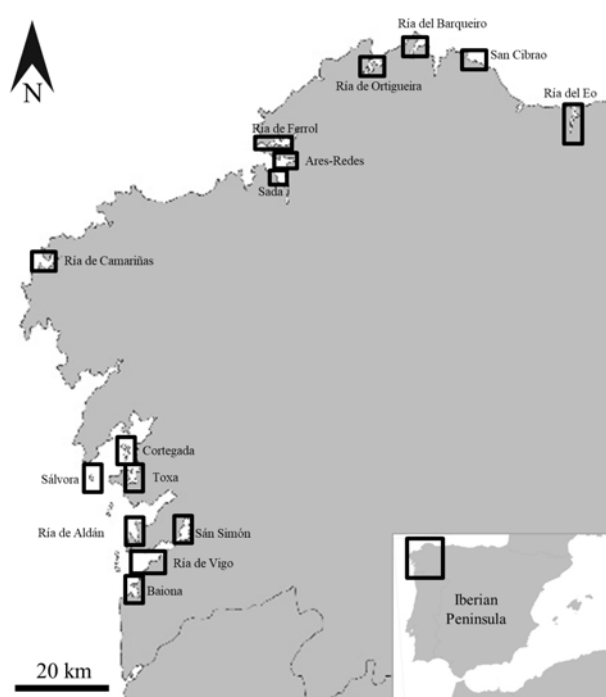 Ría del Barqueiro
San Cibrao
N
Ría de Ortigueira
Ría del Eo
Ría de Ferrol
Ares-Redes
Sada
Ría de Camariñas
Cortegada
Sálvora
Toxa
Ría de Aldán
Sán Simón
Ría de Vigo
Baiona
Iberian
Peninsula
20 km